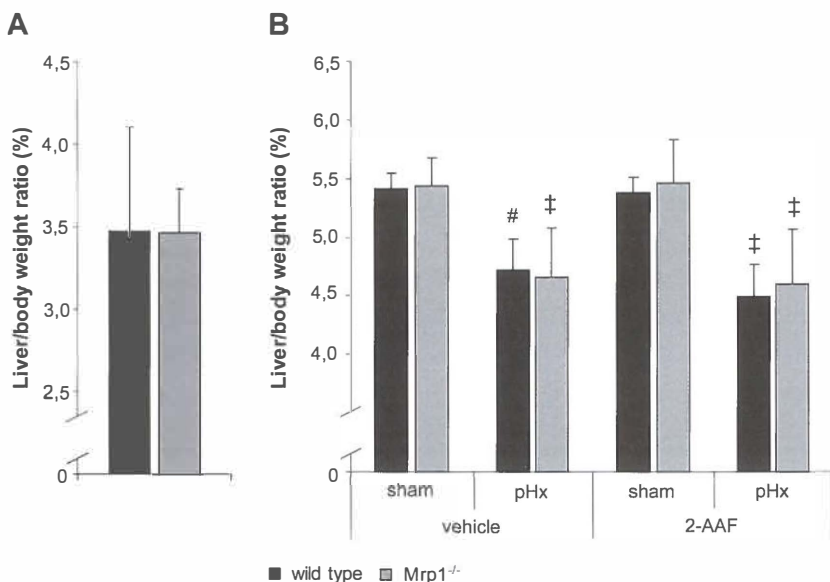 A
Liver/body weight ratio (%)
4,5
4,0
3,5
3,0
2,5
0
B
Liver/body weight ratio (%)
6,5
6,0
5,5
5,0
4,5
4,0
0
# ‡ ‡ ‡
sham pHx sham pHx
vehicle 2-AAF
wild type Mrp1-/-